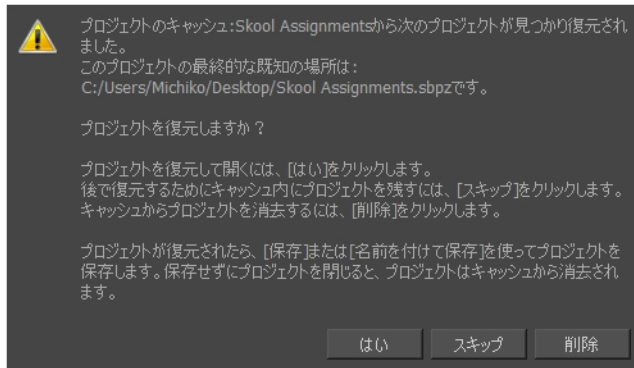 プロジェクトのキャッシュ:Skool Assignmentsから次のプロジェクトが見つかり復元され
ました。
このプロジェクトの最終的な既知の場所は:
C:/Users/Michiko/Desktop/Skool Assignments.sbpzです。
プロジェクトを復元しますか？
プロジェクトを復元して開くには、[はい]をクリックします。
後で復元するためにキャッシュ内にプロジェクトを残すには、[スキップ]をクリックします。
キャッシュからプロジェクトを消去するには、[削除]をクリックします。
プロジェクトが復元されたら、[保存]または[名前を付けて保存]を使ってプロジェクトを
保存します。保存せずにプロジェクトを閉じると、プロジェクトはキャッシュから消去され
ます。
はい スキップ 削除